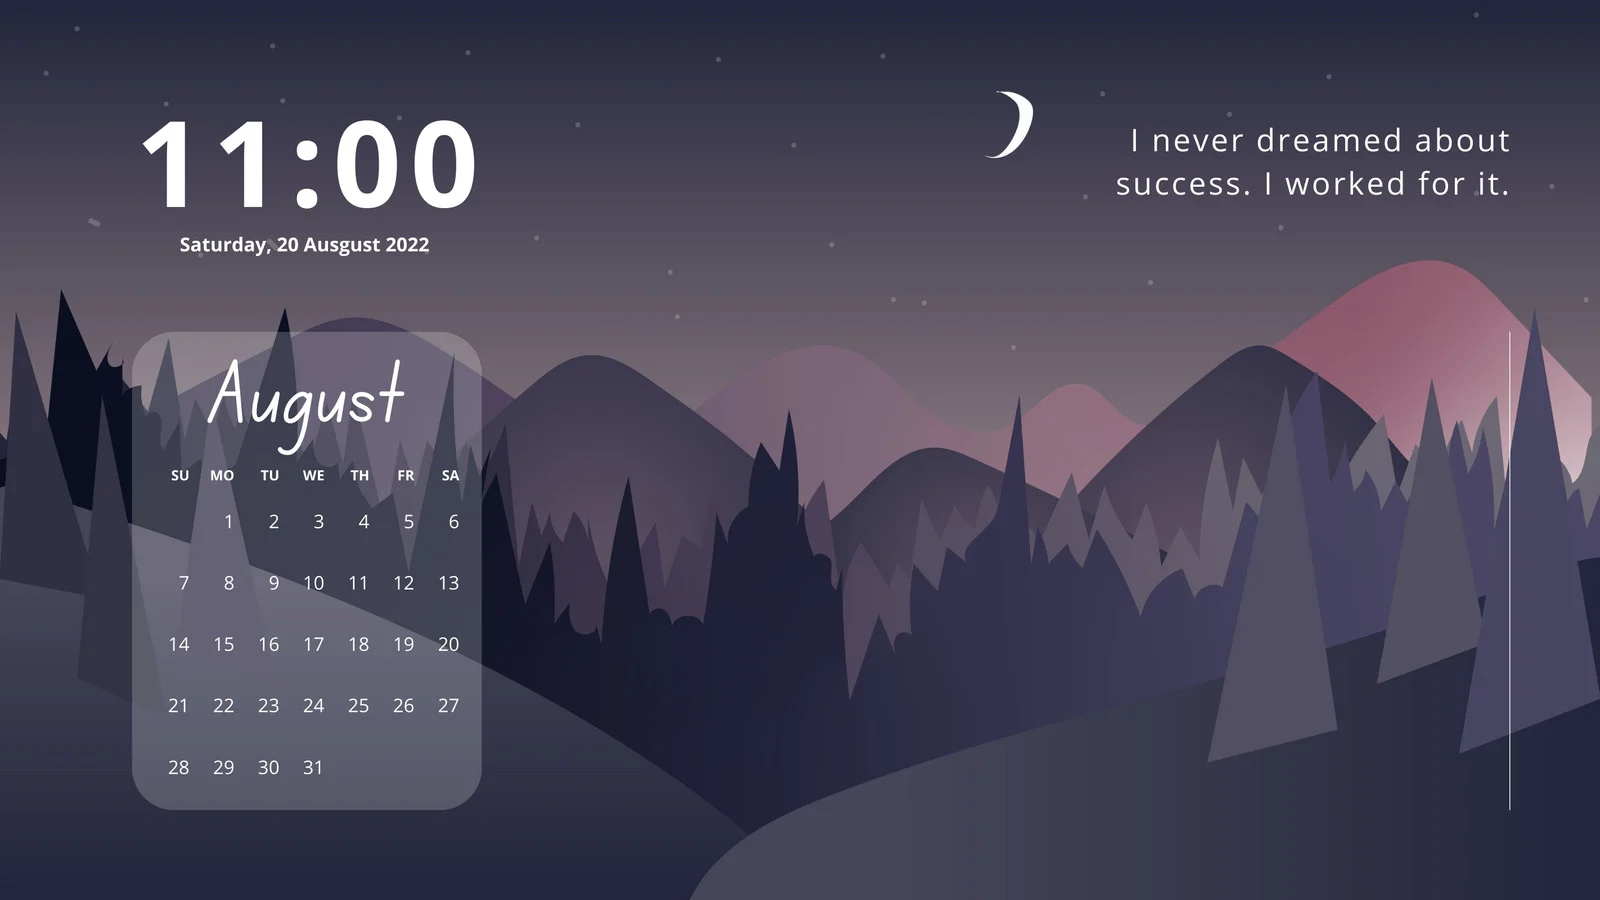 11:00
Saturday, 20 Ausgust 2022
I never dreamed about
success. I worked for it.
August
SU MO TU WE TH FR SA
1 2 3 4 5 6
7 8 9 10 11 12 13
14 15 16 17 18 19 20
21 22 23 24 25 26 27
28 29 30 31